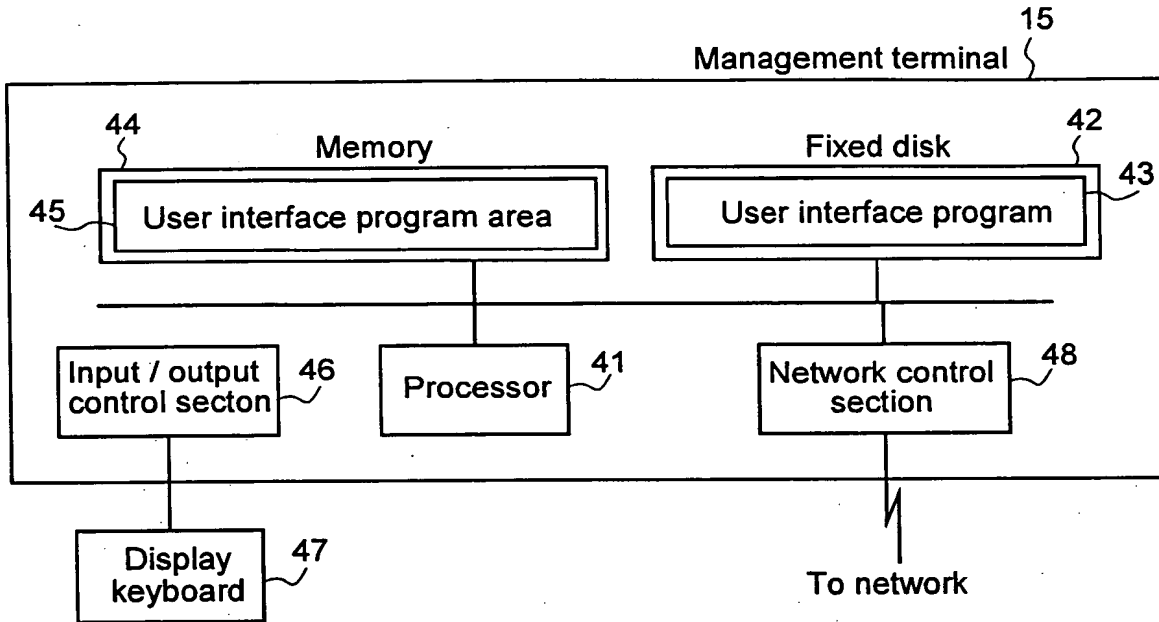 15
Management terminal
44
Memory
42
Fixed disk
43
45
User interface program area
User interface program
Input / output
control secton
46
Processor
41
Network control
section
48
Display
keyboard
47
To network